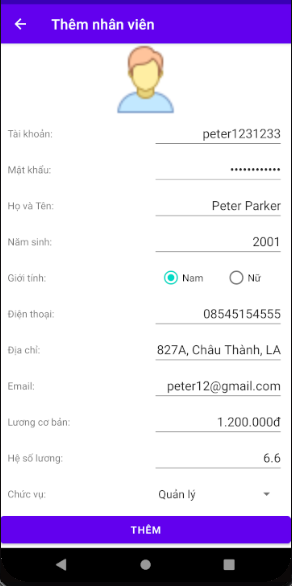 Thêm nhân viên
Tài khoản: peter1231233
Mật khẩu: ••••••••••••
Họ và Tên: Peter Parker
Năm sinh: 2001
Giới tính: Nam Nữ
Điện thoại: 08545154555
Địa chỉ: 827A, Châu Thành, LA
Email: peter12@gmail.com
Lương cơ bản: 1.200.000đ
Hệ số lương: 6.6
Chức vụ: Quản lý
THÊM